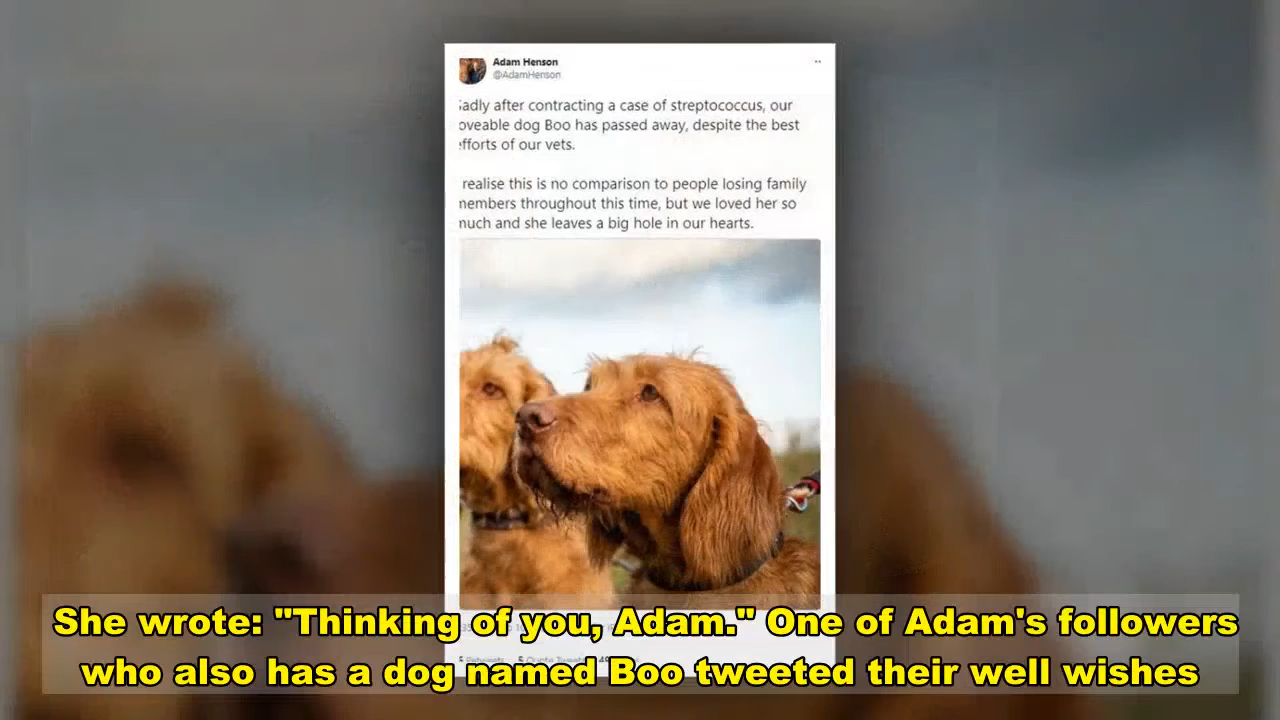 Adam Henson
@AdamHenson
adly after contracting a case of streptococcus, our
oveable dog Boo has passed away, despite the best
fforts of our vets.
realise this is no comparison to people losing family
nembers throughout this time, but we loved her so
nuch and she leaves a big hole in our hearts.
She wrote: "Thinking of you, Adam." One of Adam's followers
who also has a dog named Boo tweeted their well wishes